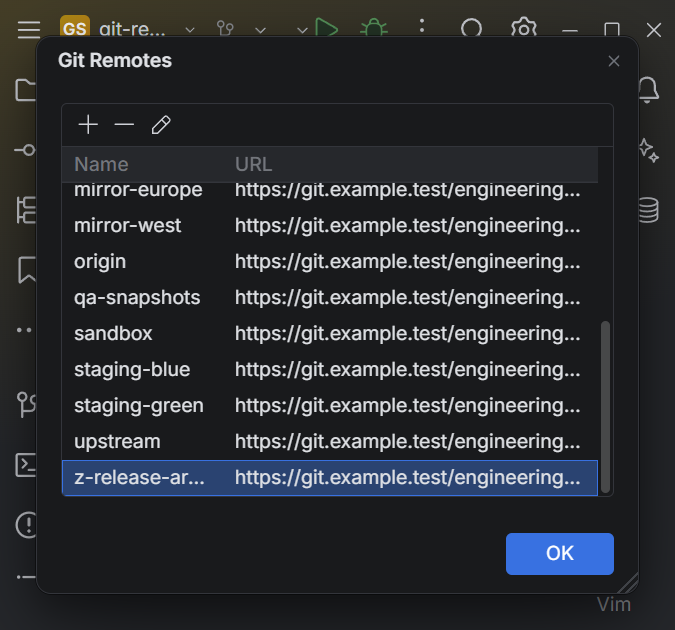 GS git-re...
Git Remotes
Name URL
mirror-europe https://git.example.test/engineering...
mirror-west https://git.example.test/engineering...
origin https://git.example.test/engineering...
qa-snapshots https://git.example.test/engineering...
sandbox https://git.example.test/engineering...
staging-blue https://git.example.test/engineering...
staging-green https://git.example.test/engineering...
upstream https://git.example.test/engineering...
z-release-ar... https://git.example.test/engineering...
OK
Vim